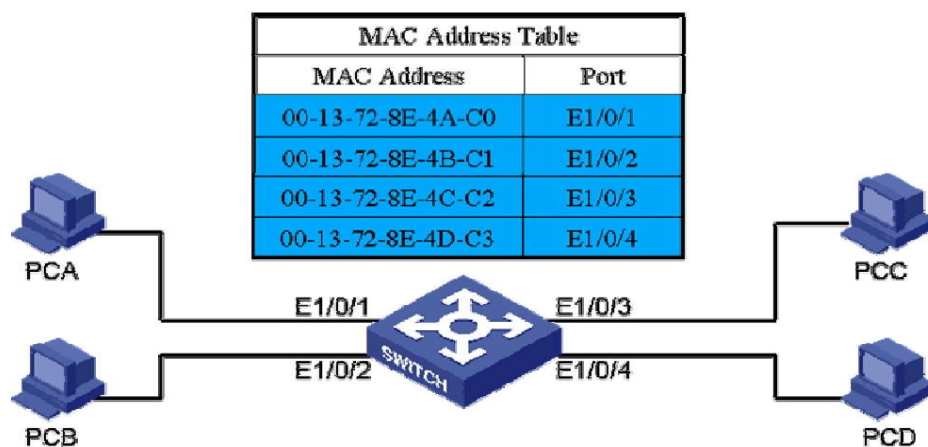 MAC Address Table
MAC Address Port
00-13-72-8E-4A-C0 E1/0/1
00-13-72-8E-4B-C1 E1/0/2
00-13-72-8E-4C-C2 E1/0/3
00-13-72-8E-4D-C3 E1/0/4
PCA
PCC
E1/0/1
E1/0/3
SWITCH
E1/0/2
E1/0/4
PCB
PCD